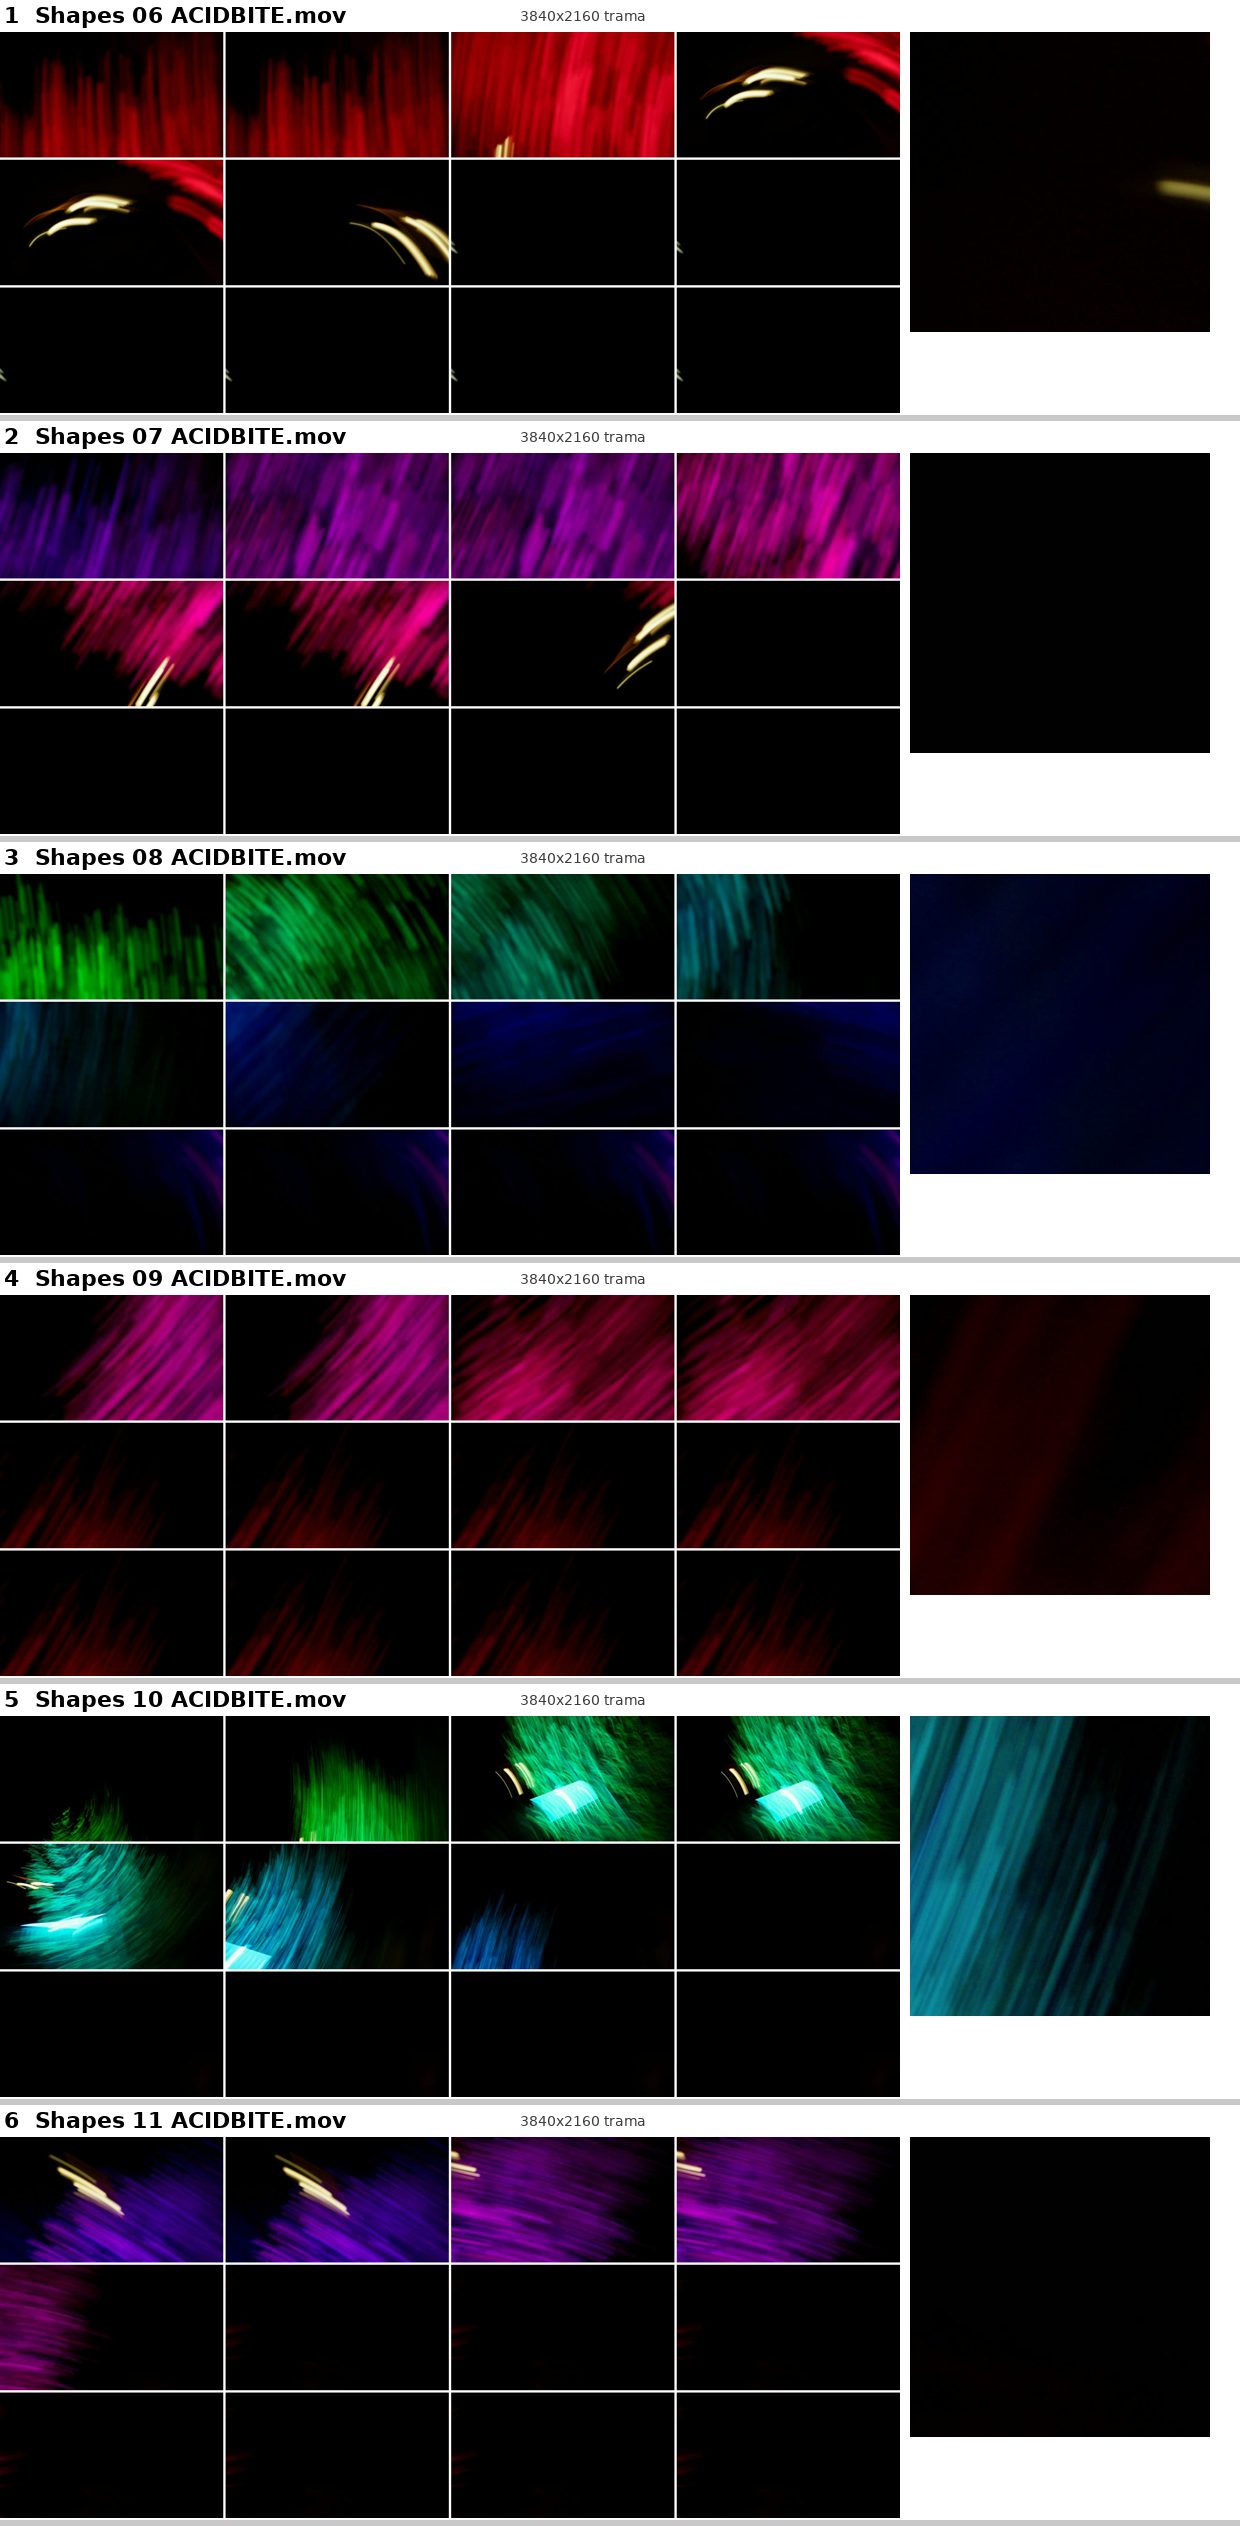 1 Shapes 06 ACIDBITE.mov 3840x2160 trama
2 Shapes 07 ACIDBITE.mov 3840x2160 trama
3 Shapes 08 ACIDBITE.mov 3840x2160 trama
4 Shapes 09 ACIDBITE.mov 3840x2160 trama
5 Shapes 10 ACIDBITE.mov 3840x2160 trama
6 Shapes 11 ACIDBITE.mov 3840x2160 trama